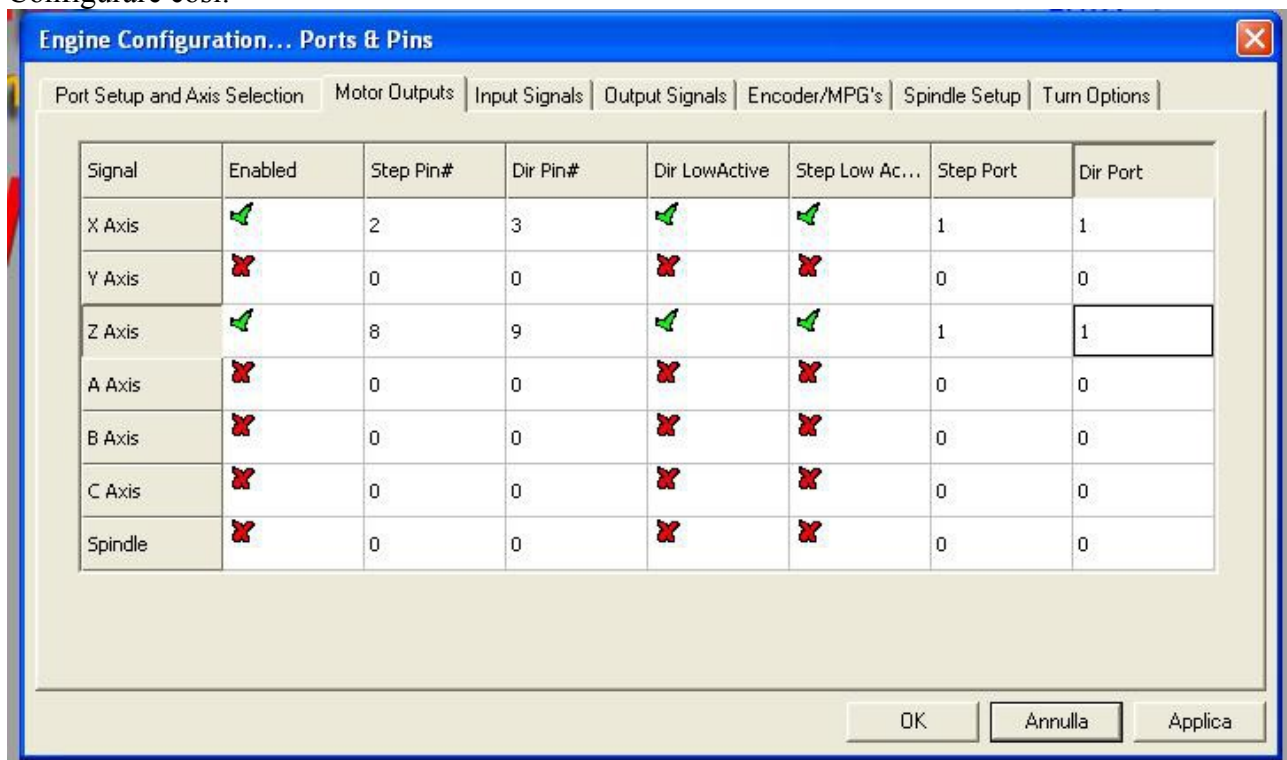 Configurare così:
Engine Configuration... Ports & Pins
Port Setup and Axis Selection Motor Outputs Input Signals Output Signals Encoder/MPG's Spindle Setup Turn Options
Signal Enabled Step Pin# Dir Pin# Dir LowActive Step Low Ac... Step Port Dir Port
X Axis 2 3 1 1
Y Axis 0 0 0 0
Z Axis 8 9 1 1
A Axis 0 0 0 0
B Axis 0 0 0 0
C Axis 0 0 0 0
Spindle 0 0 0 0
OK Annulla Applica